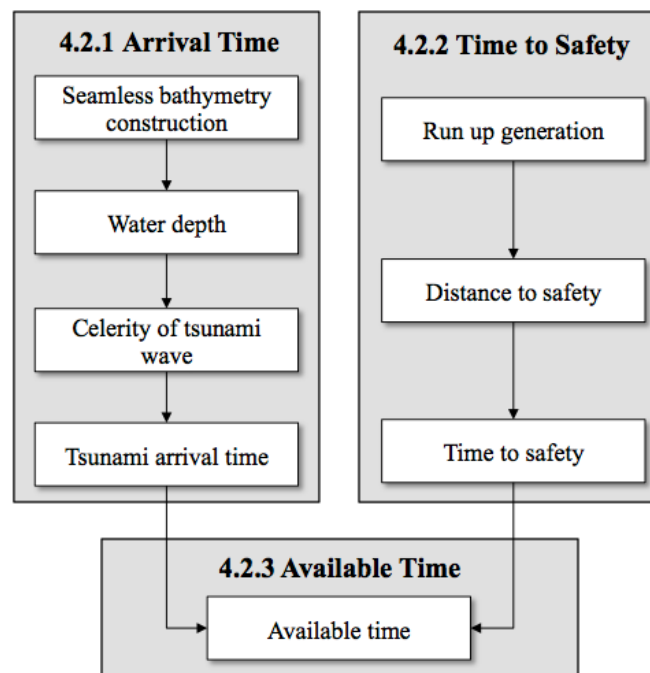 4.2.1 Arrival Time
Seamless bathymetry
construction
Water depth
Celerity of tsunami
wave
Tsunami arrival time
4.2.2 Time to Safety
Run up generation
Distance to safety
Time to safety
4.2.3 Available Time
Available time